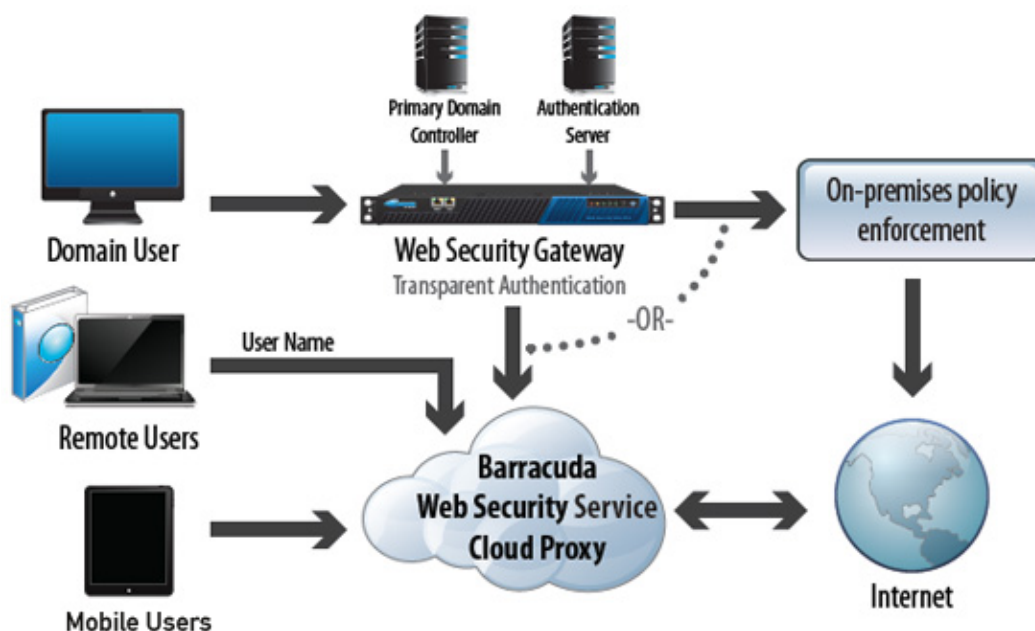 Primary Domain
Controller
Authentication
Server
Domain User
Web Security Gateway
Transparent Authentication
On-premises policy
enforcement
-OR-
User Name
Remote Users
Barracuda
Web Security Service
Cloud Proxy
Internet
Mobile Users